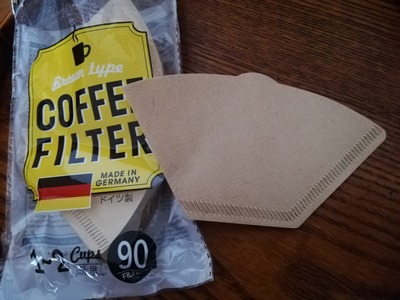 Brown type
COFFEE
FILTER
MADE IN
GERMANY
ドイツ製
1~2 Cups
90